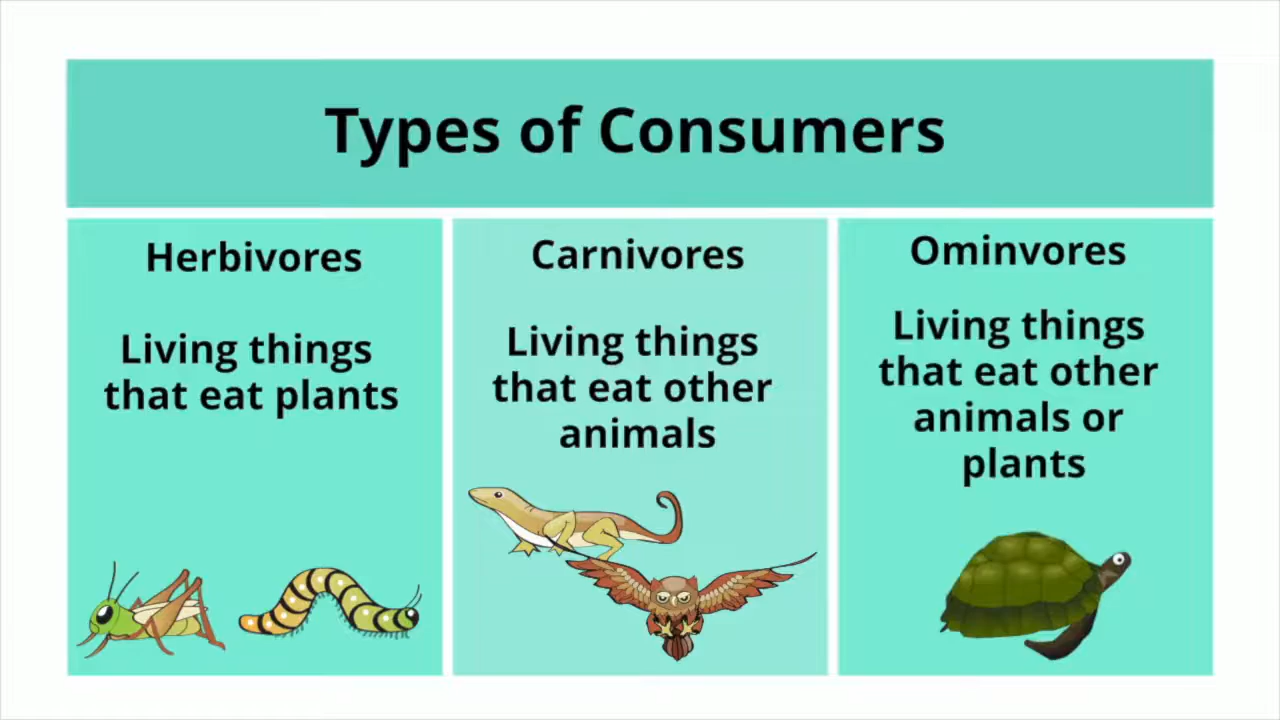 Types of Consumers
Herbivores
Living things
that eat plants
Carnivores
Living things
that eat other
animals
Ominvores
Living things
that eat other
animals or
plants